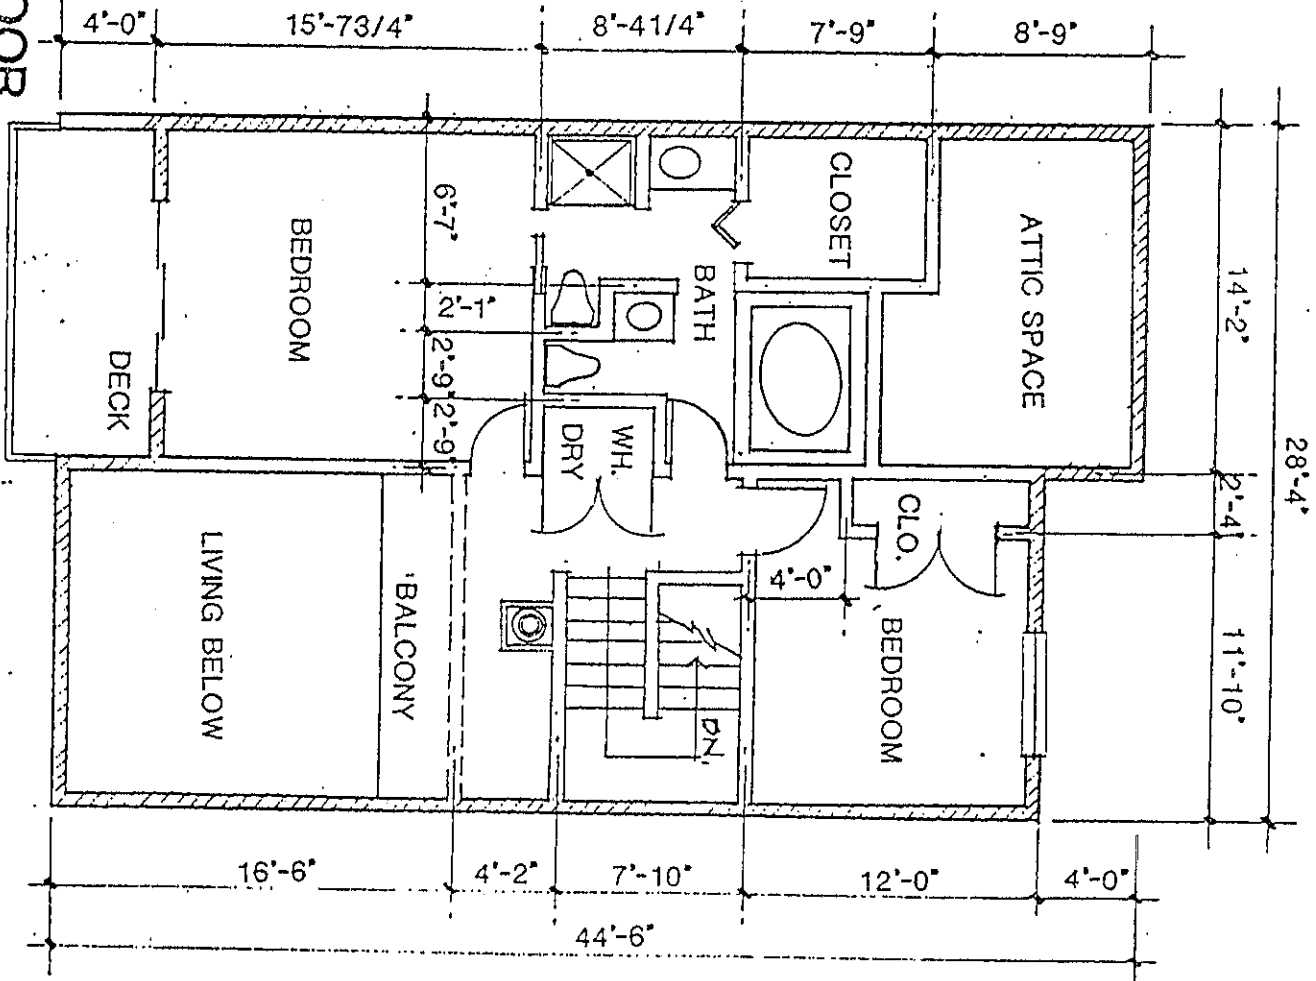 4'-0"
15'-73/4"
8'-41/4"
7'-9"
8'-9"
OOR
CLOSET
ATTIC SPACE
BEDROOM
6'-7"
BATH
14'-2"
2'-1"
2'-9"
2'-9"
DECK
WH.
DRY
28'-4"
2'-4"
CLO.
LIVING BELOW
BALCONY
4'-0"
BEDROOM
11'-10"
DN.
16'-6"
4'-2"
7'-10"
12'-0"
4'-0"
44'-6"